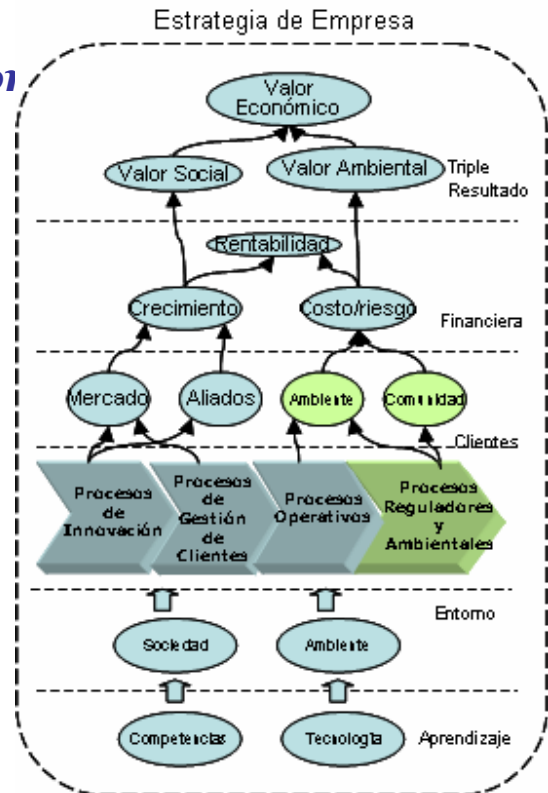 Estrategia de Empresa
Valor
Económico
Valor Social
Valor Ambiental
Triple
Resultado
Rentabilidad
Crecimiento
Costo/riesgo
Financiera
Mercado
Aliados
Ambiente
Comunidad
Clientes
Procesos
de
Innovación
Procesos
de
Gestión
de
Clientes
Procesos
Operativos
Procesos
Reguladores
y
Ambientales
Entorno
Sociedad
Ambiente
Competencias
Tecnología
Aprendizaje